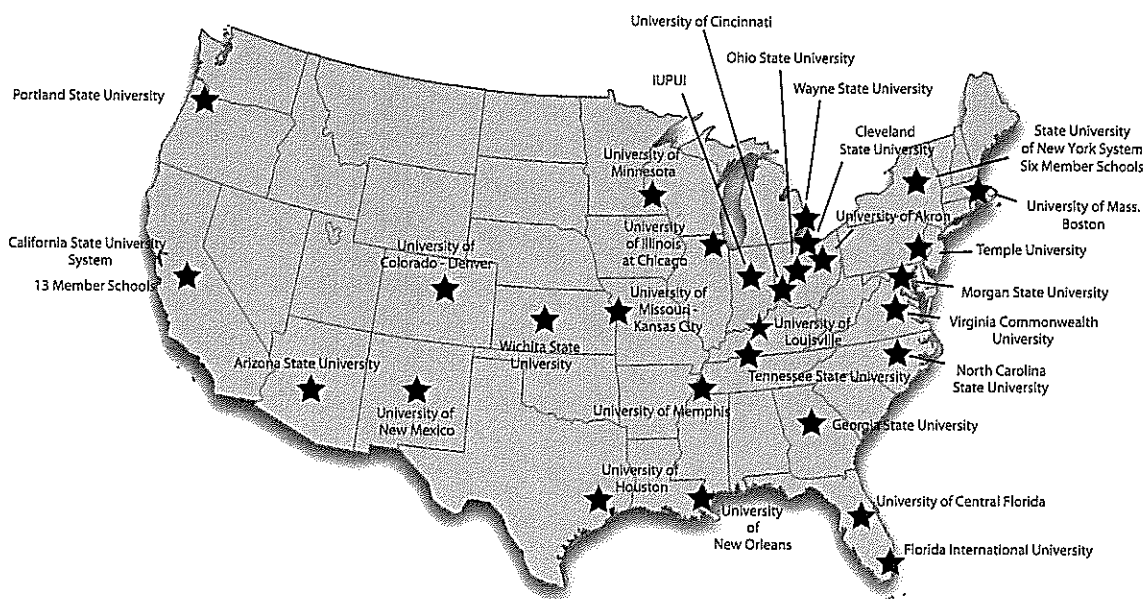 University of Cincinnati
Ohio State University
IUPUI
Wayne State University
Portland State University
Cleveland
State University
State University
of New York System
Six Member Schools
University of
Minnesota
University of Mass.
Boston
University of Akron
University
of Illinois
at Chicago
California State University
System
13 Member Schools
University of
Colorado - Denver
Temple University
Morgan State University
University of
Missouri -
Kansas City
Virginia Commonwealth
University
University of
Louisville
Wichita State
University
Arizona State University
Tennessee State University
North Carolina
State University
University of
New Mexico
University of Memphis
Georgia State University
University of
Houston
University
of
New Orleans
University of Central Florida
Florida International University